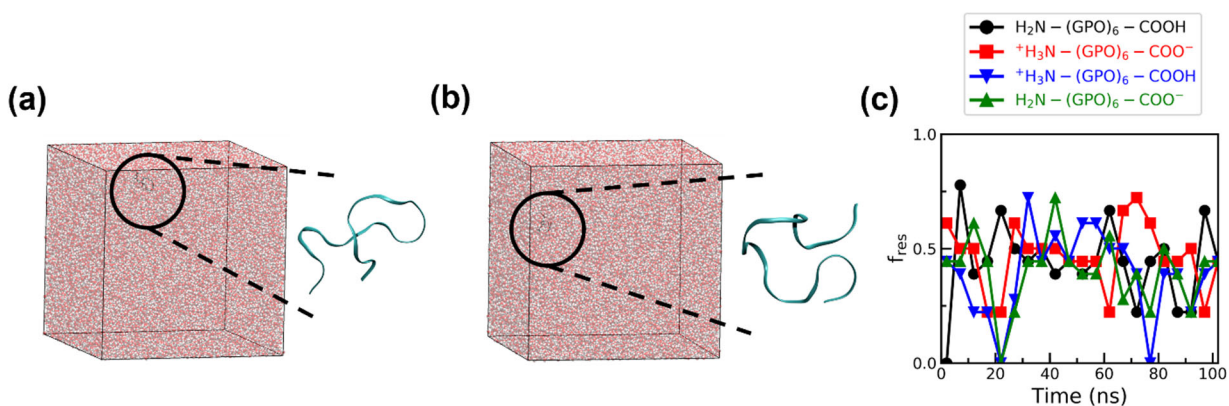 (a)
(b)
(c)
H₂N − (GPO)₆ − COOH
⁺H₃N − (GPO)₆ − COO⁻
⁺H₃N − (GPO)₆ − COOH
H₂N − (GPO)₆ − COO⁻
1.0
0.5
0.0
f_res
0 20 40 60 80 100
Time (ns)